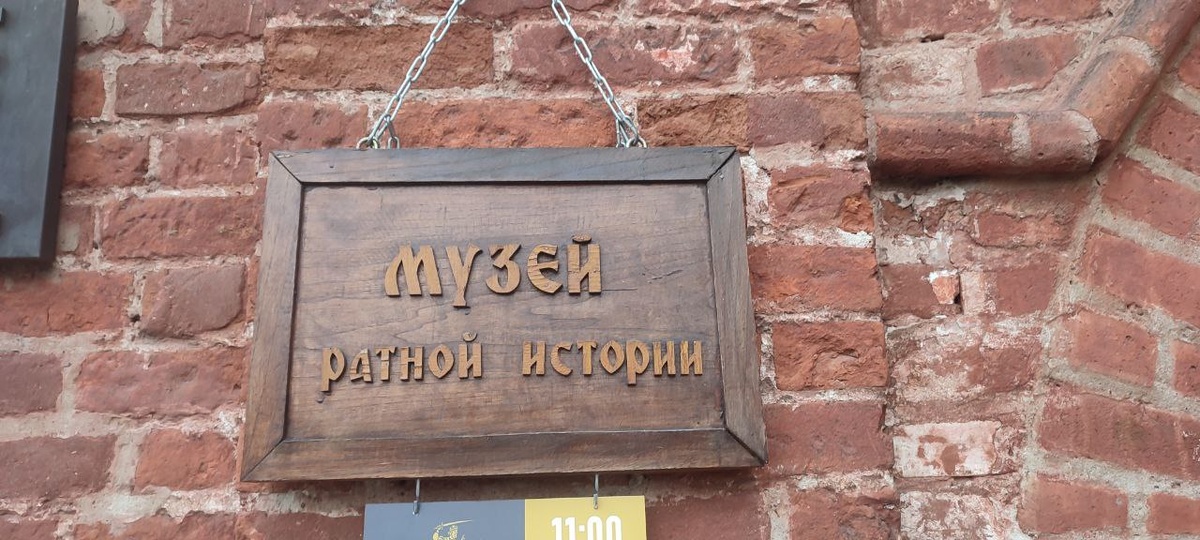 музей
ратной истории
11:00